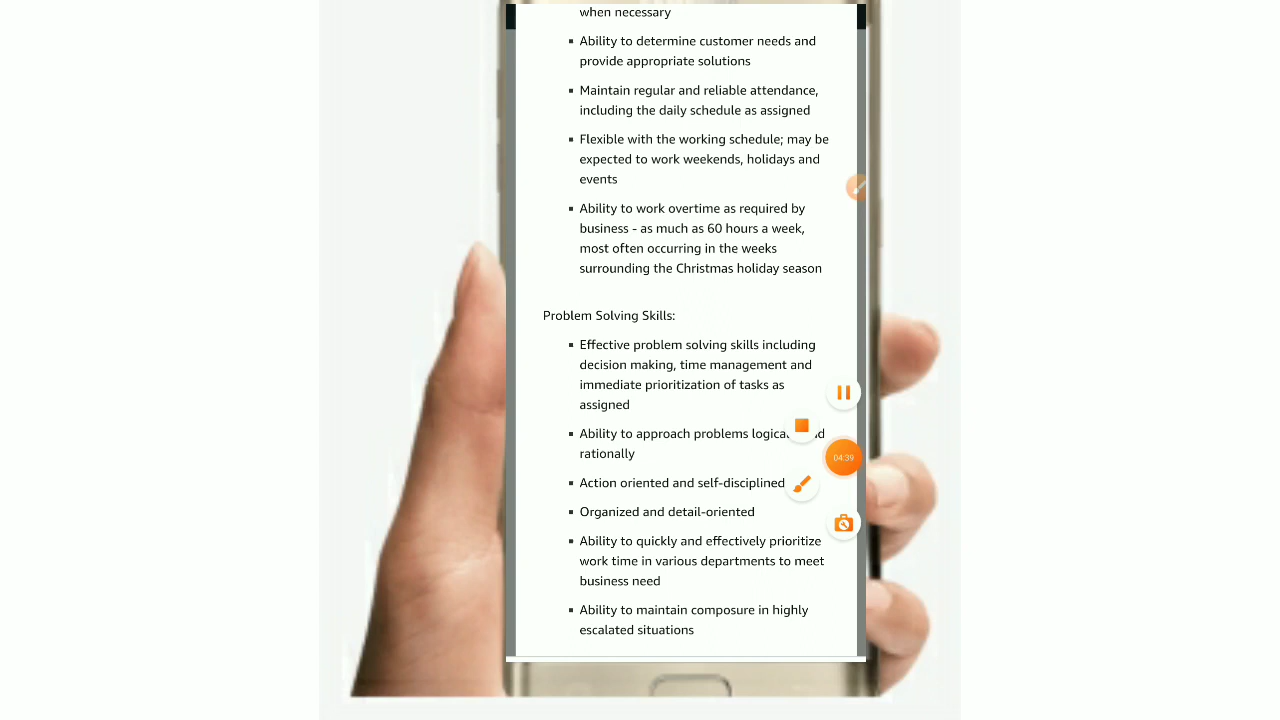 when necessary
Ability to determine customer needs and
provide appropriate solutions
Maintain regular and reliable attendance,
including the daily schedule as assigned
Flexible with the working schedule; may be
expected to work weekends, holidays and
events
Ability to work overtime as required by
business - as much as 60 hours a week,
most often occurring in the weeks
surrounding the Christmas holiday season
Problem Solving Skills:
Effective problem solving skills including
decision making, time management and
immediate prioritization of tasks as
assigned
Ability to approach problems
rationally
Action oriented and self-disciplined
Organized and detail-oriented
Ability to quickly and effectively prioritize
work time in various departments to meet
business need
Ability to maintain composure in highly
escalated situations
04:39